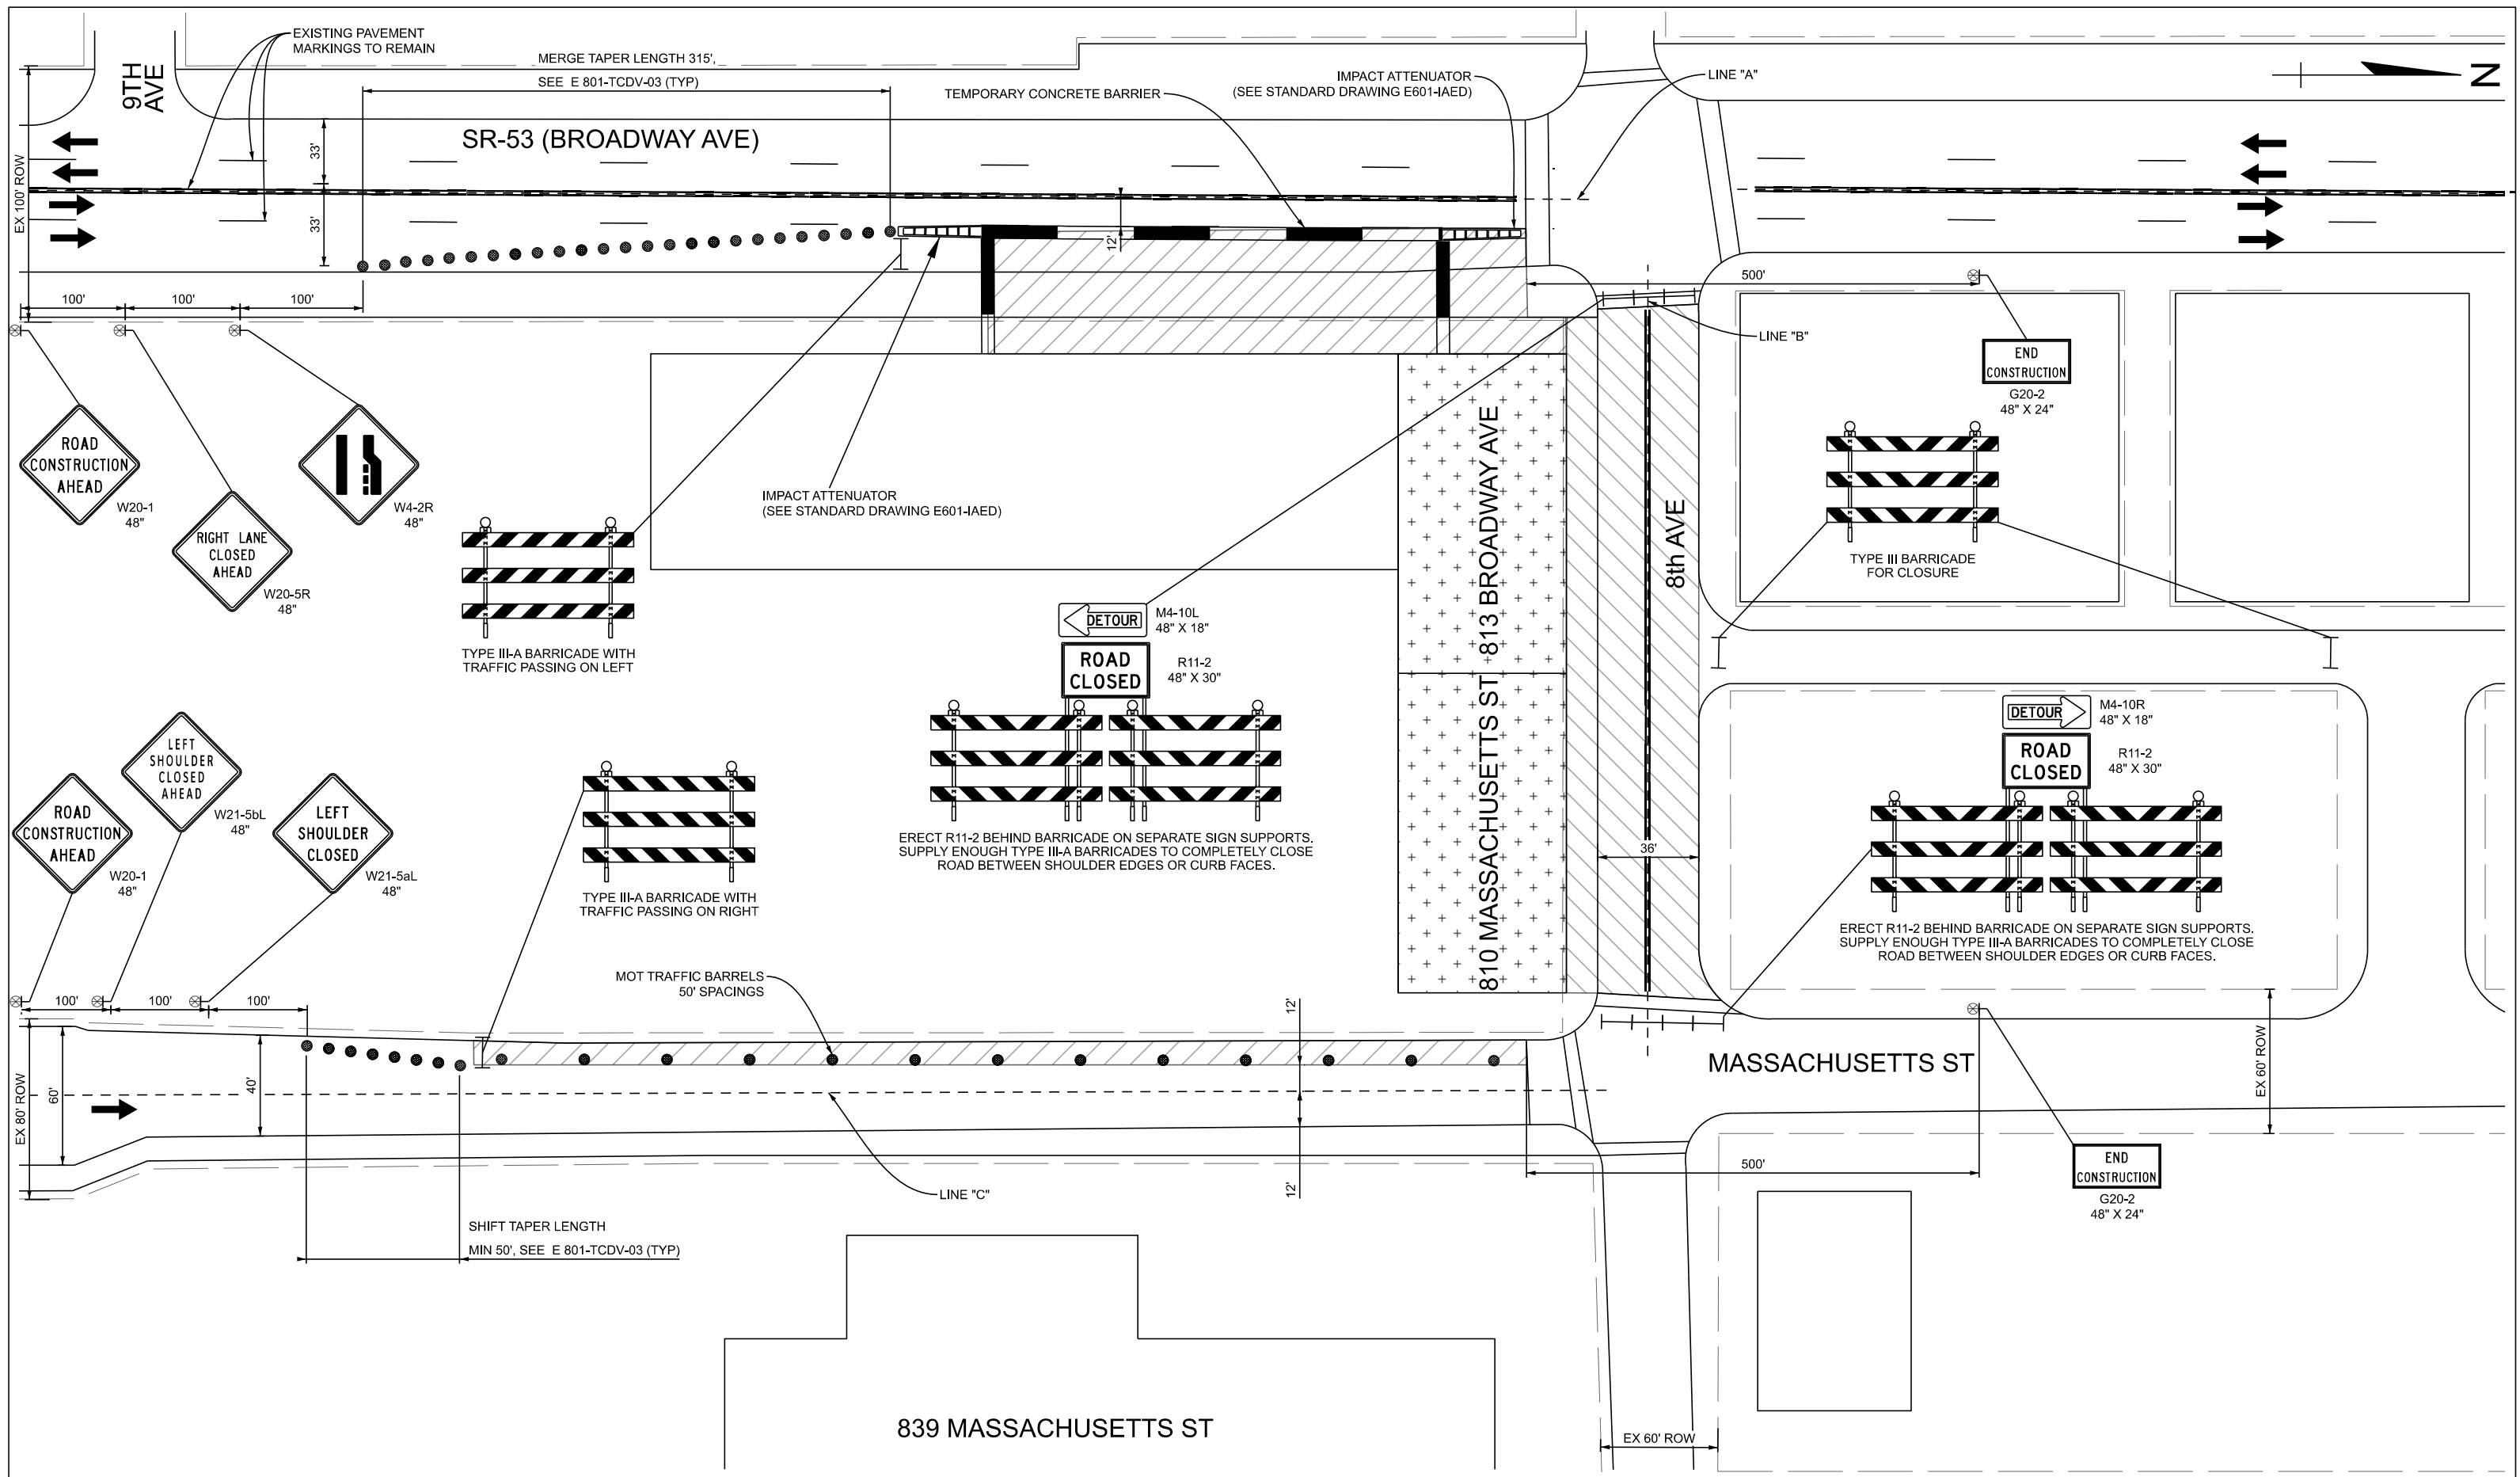 EXISTING PAVEMENT
MARKINGS TO REMAIN
9TH
AVE
MERGE TAPER LENGTH 315',
SEE E 801-TCDV-03 (TYP)
TEMPORARY CONCRETE BARRIER
IMPACT ATTENUATOR
(SEE STANDARD DRAWING E601-IAED)
LINE "A"
N
SR-53 (BROADWAY AVE)
EX 100' ROW
33'
33'
12'
100'
100'
100'
500'
LINE "B"
END
CONSTRUCTION
G20-2
48" X 24"
ROAD
CONSTRUCTION
AHEAD
W20-1
48"
RIGHT LANE
CLOSED
AHEAD
W20-5R
48"
W4-2R
48"
IMPACT ATTENUATOR
(SEE STANDARD DRAWING E601-IAED)
TYPE III-A BARRICADE WITH
TRAFFIC PASSING ON LEFT
813 BROADWAY AVE
8th AVE
TYPE III BARRICADE
FOR CLOSURE
DETOUR
M4-10L
48" X 18"
ROAD
CLOSED
R11-2
48" X 30"
ERECT R11-2 BEHIND BARRICADE ON SEPARATE SIGN SUPPORTS.
SUPPLY ENOUGH TYPE III-A BARRICADES TO COMPLETELY CLOSE
ROAD BETWEEN SHOULDER EDGES OR CURB FACES.
810 MASSACHUSETTS ST
36'
DETOUR
M4-10R
48" X 18"
ROAD
CLOSED
R11-2
48" X 30"
ERECT R11-2 BEHIND BARRICADE ON SEPARATE SIGN SUPPORTS.
SUPPLY ENOUGH TYPE III-A BARRICADES TO COMPLETELY CLOSE
ROAD BETWEEN SHOULDER EDGES OR CURB FACES.
ROAD
CONSTRUCTION
AHEAD
W20-1
48"
LEFT
SHOULDER
CLOSED
AHEAD
W21-5bL
48"
LEFT
SHOULDER
CLOSED
W21-5aL
48"
TYPE III-A BARRICADE WITH
TRAFFIC PASSING ON RIGHT
MOT TRAFFIC BARRELS
50' SPACINGS
100'
100'
100'
12'
12'
EX 80' ROW
60'
40'
MASSACHUSETTS ST
EX 60' ROW
500'
END
CONSTRUCTION
G20-2
48" X 24"
LINE "C"
SHIFT TAPER LENGTH
MIN 50', SEE E 801-TCDV-03 (TYP)
839 MASSACHUSETTS ST
EX 60' ROW